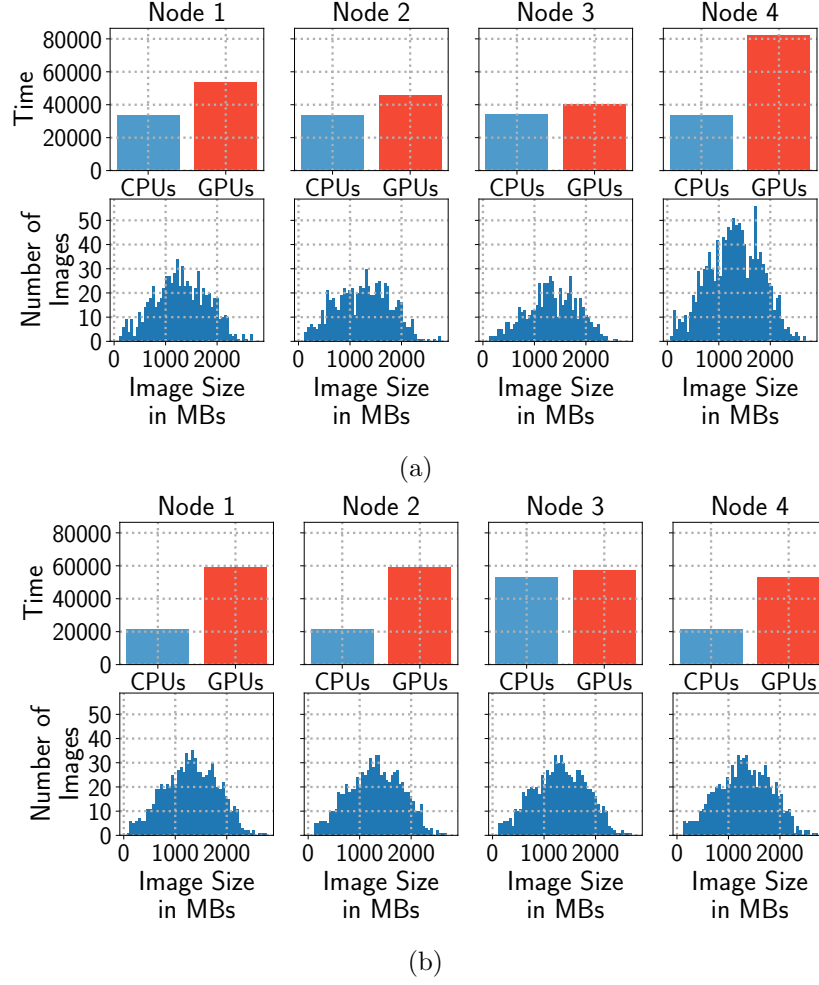 Node 1 Node 2 Node 3 Node 4
80000
60000
40000
20000
0
Time
CPUs GPUs CPUs GPUs CPUs GPUs CPUs GPUs
50
40
30
20
10
0
Number of
Images
0 1000 2000 0 1000 2000 0 1000 2000 0 1000 2000
Image Size Image Size Image Size Image Size
in MBs in MBs in MBs in MBs
(a)
Node 1 Node 2 Node 3 Node 4
80000
60000
40000
20000
0
Time
CPUs GPUs CPUs GPUs CPUs GPUs CPUs GPUs
50
40
30
20
10
0
Number of
Images
0 1000 2000 0 1000 2000 0 1000 2000 0 1000 2000
Image Size Image Size Image Size Image Size
in MBs in MBs in MBs in MBs
(b)